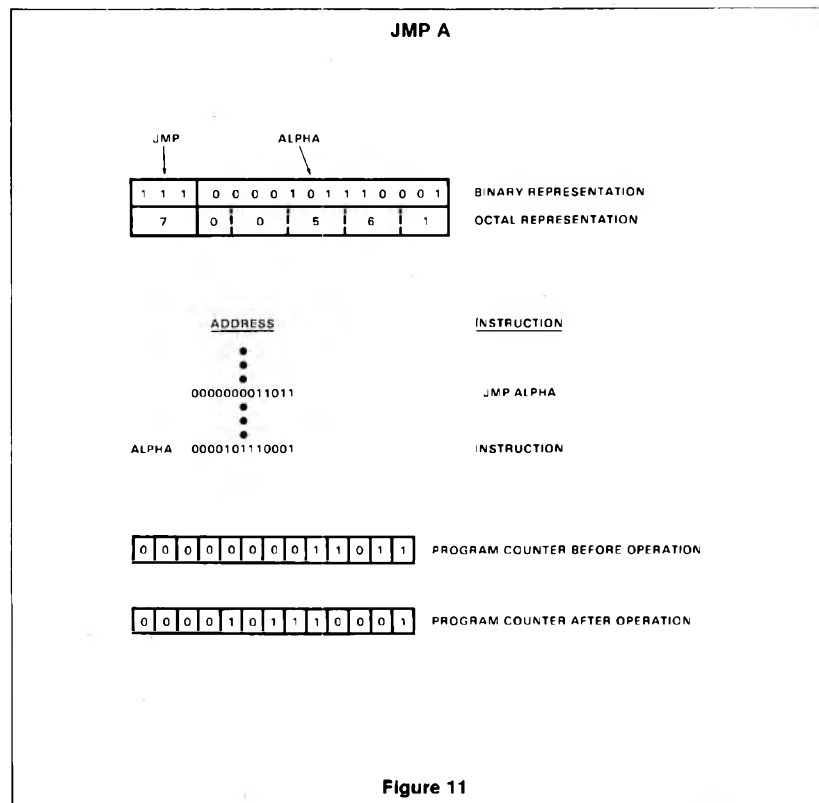 JMP A
JMP ALPHA
1 1 1 0 0 0 0 1 0 1 1 1 0 0 0 1 BINARY REPRESENTATION
7 0 0 5 6 1 OCTAL REPRESENTATION
ADDRESS INSTRUCTION
0000000011011 JMP ALPHA
ALPHA 0000101110001 INSTRUCTION
0 0 0 0 0 0 0 0 1 1 0 1 1 PROGRAM COUNTER BEFORE OPERATION
0 0 0 0 1 0 1 1 1 0 0 0 1 PROGRAM COUNTER AFTER OPERATION
Figure 11